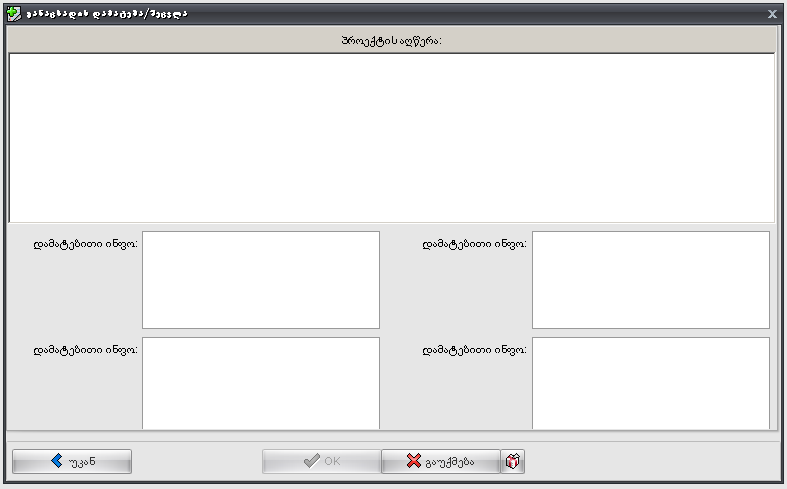 განაცხადის დამატება/შეცვლა
პროექტის აღწერა:
დამატებითი ინფო: დამატებითი ინფო:
დამატებითი ინფო: დამატებითი ინფო:
უკან OK გაუქმება